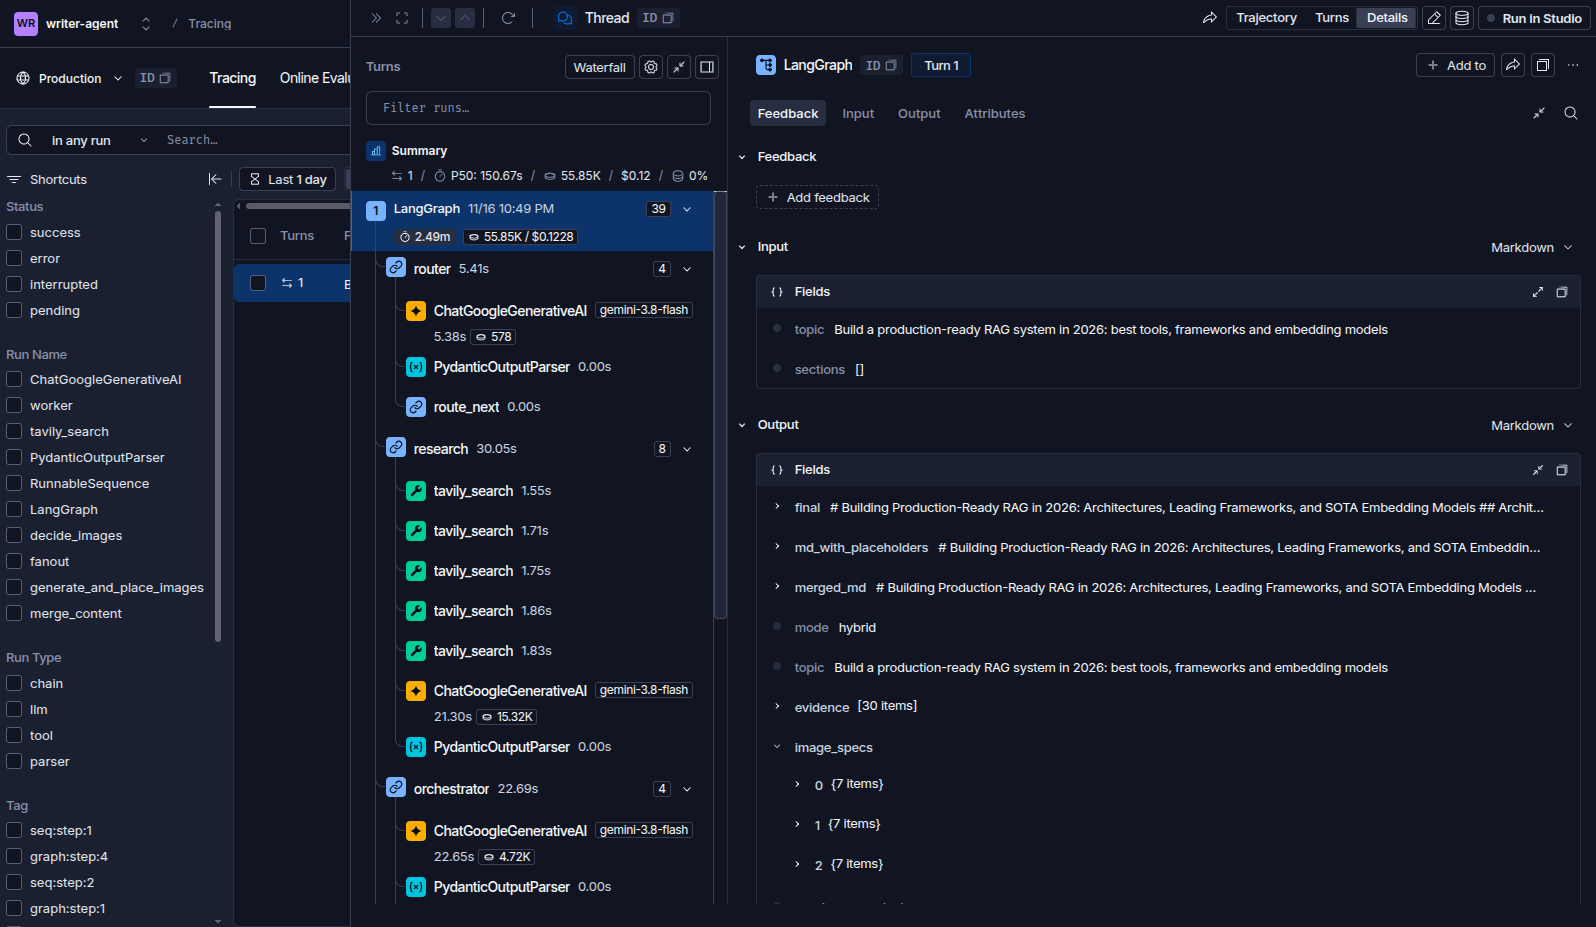 WR writer-agent / Tracing
Production ID Tracing Online Evalu
in any run Search...
Shortcuts Last 1 day
Status
success
error
interrupted
pending
Run Name
ChatGoogleGenerativeAI
worker
tavily_search
PydanticOutputParser
RunnableSequence
LangGraph
decide_images
fanout
generate_and_place_images
merge_content
Run Type
chain
llm
tool
parser
Tag
seq:step:1
graph:step:4
seq:step:2
graph:step:1
Turns F
1
Thread ID
Trajectory Turns Details Run in Studio
Turns Waterfall
Filter runs...
Summary
1 / P50: 150.67s / 55.85K / $0.12 / 0%
1 LangGraph 11/16 10:49 PM 39
2.49m 55.85K / $0.1228
router 5.41s 4
ChatGoogleGenerativeAI gemini-3.8-flash
5.38s 578
PydanticOutputParser 0.00s
route_next 0.00s
research 30.05s 8
tavily_search 1.55s
tavily_search 1.71s
tavily_search 1.75s
tavily_search 1.86s
tavily_search 1.83s
ChatGoogleGenerativeAI gemini-3.8-flash
21.30s 15.32K
PydanticOutputParser 0.00s
orchestrator 22.69s 4
ChatGoogleGenerativeAI gemini-3.8-flash
22.65s 4.72K
PydanticOutputParser 0.00s
LangGraph ID Turn 1 Add to
Feedback Input Output Attributes
Feedback
Add feedback
Input Markdown
Fields
topic Build a production-ready RAG system in 2026: best tools, frameworks and embedding models
sections []
Output Markdown
Fields
final # Building Production-Ready RAG in 2026: Architectures, Leading Frameworks, and SOTA Embedding Models ## Archit...
md_with_placeholders # Building Production-Ready RAG in 2026: Architectures, Leading Frameworks, and SOTA Embeddin...
merged_md # Building Production-Ready RAG in 2026: Architectures, Leading Frameworks, and SOTA Embedding Models ...
mode hybrid
topic Build a production-ready RAG system in 2026: best tools, frameworks and embedding models
evidence [30 items]
image_specs
0 {7 items}
1 {7 items}
2 {7 items}